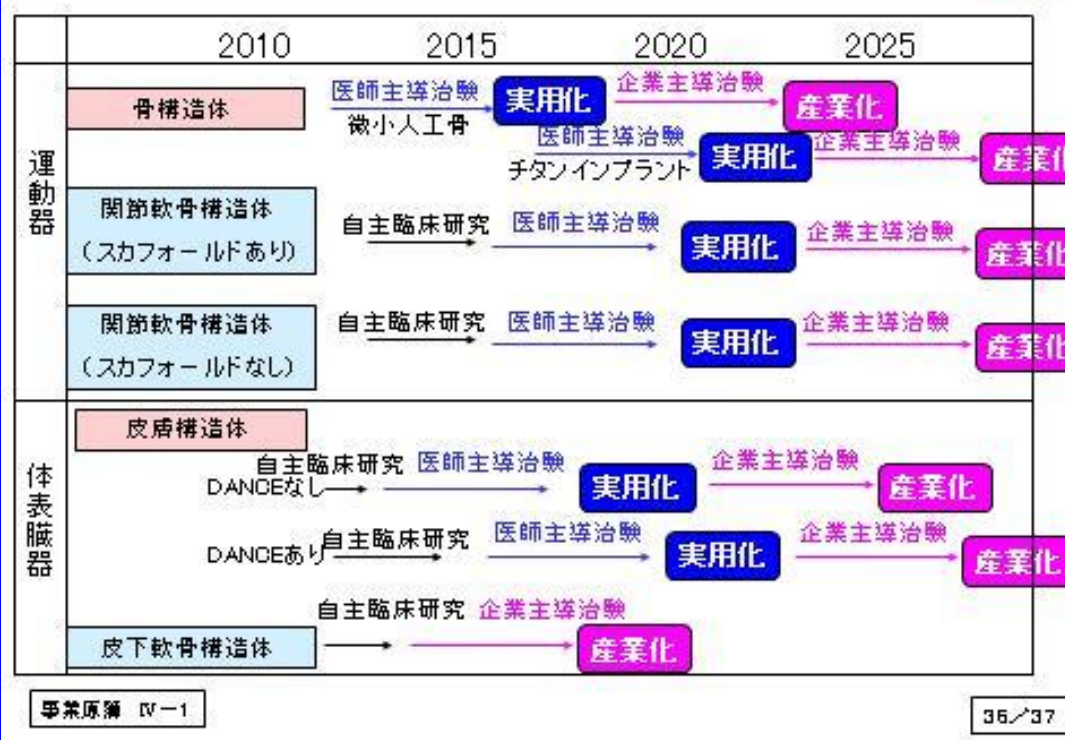 2010 2015 2020 2025
運動器
骨構造体
医師主導治験 実用化 企業主導治験 産業化
微小人工骨
医師主導治験 実用化 企業主導治験 産業化
チタンインプラント
関節軟骨構造体
(スカフォールドあり)
自主臨床研究 医師主導治験 実用化 企業主導治験 産業化
関節軟骨構造体
(スカフォールドなし)
自主臨床研究 医師主導治験 実用化 企業主導治験 産業化
体表臓器
皮膚構造体
自主臨床研究 医師主導治験 実用化 企業主導治験 産業化
DANCEなし
自主臨床研究 医師主導治験 実用化 企業主導治験 産業化
DANCEあり
自主臨床研究 企業主導治験
皮下軟骨構造体 産業化
事業原簿 Ⅳ-1
36/37